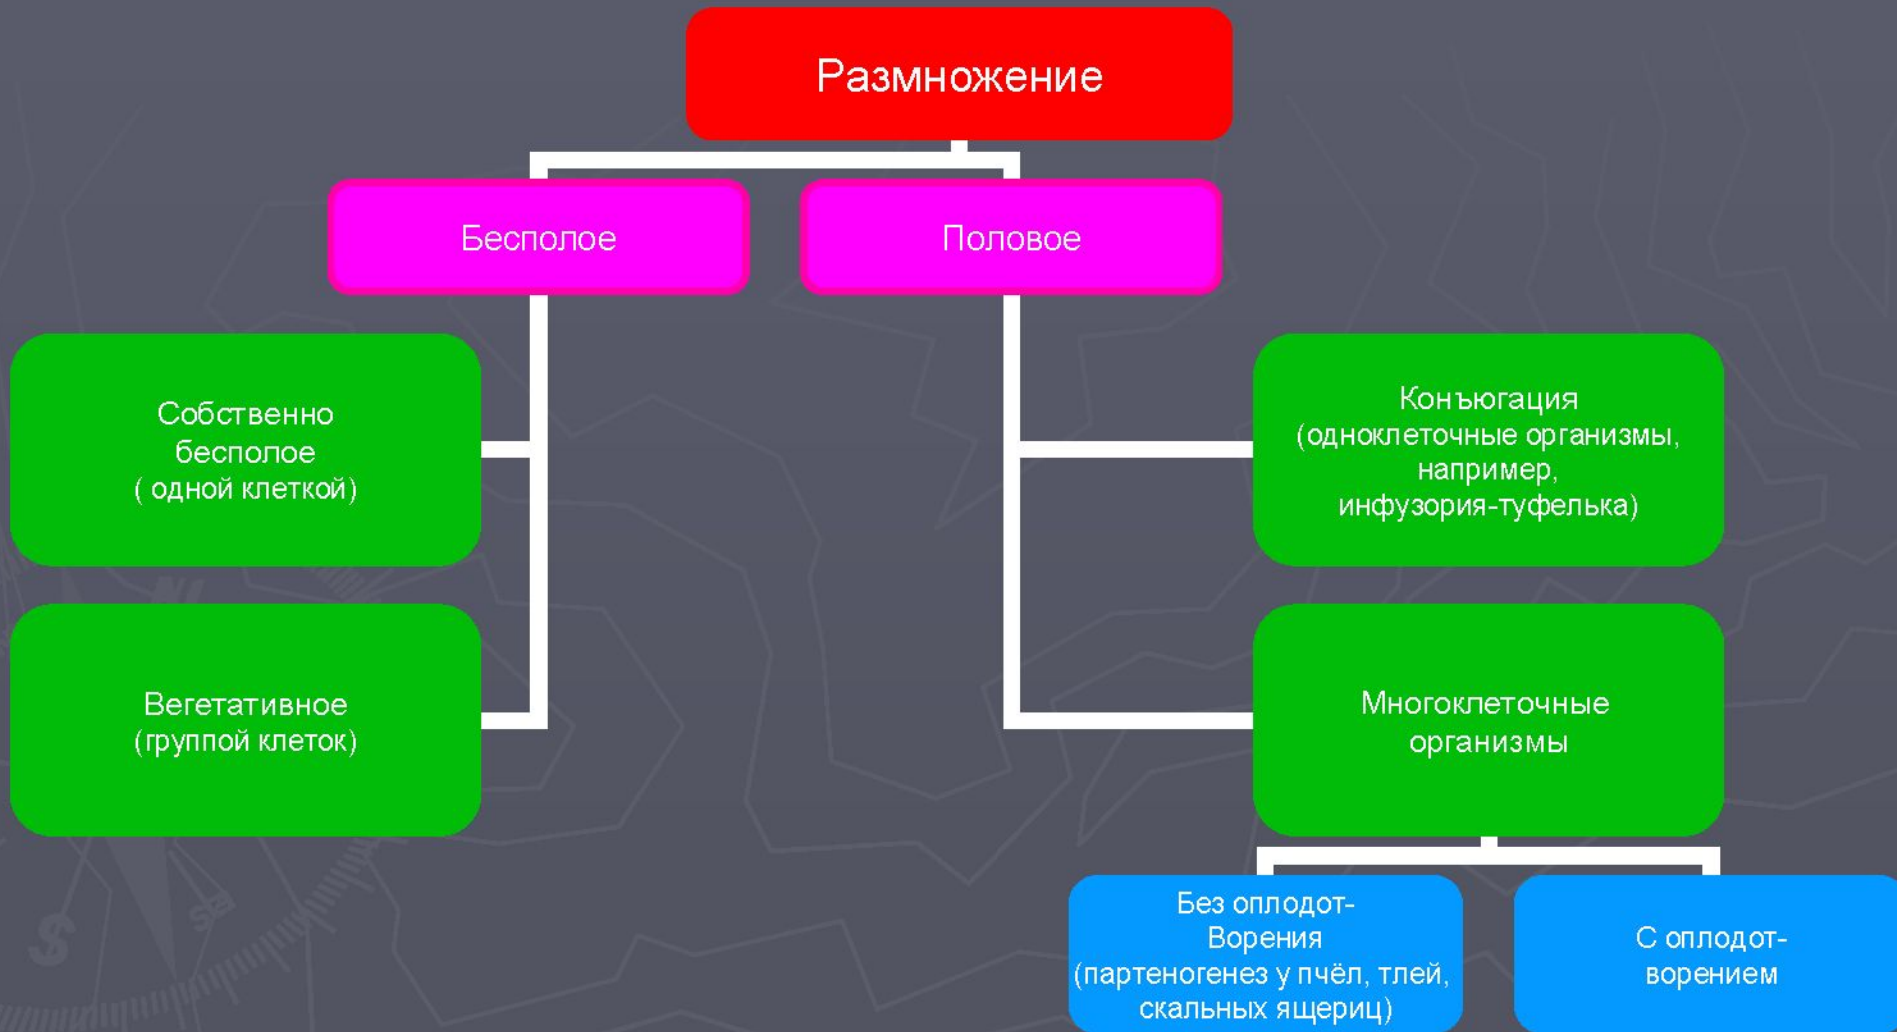 Размножение
Бесполое
Половое
Собственно
бесполое
( одной клеткой)
Конъюгация
(одноклеточные организмы,
например,
инфузория-туфелька)
Вегетативное
(группой клеток)
Многоклеточные
организмы
Без оплодот-
Ворения
(партеногенез у пчёл, тлей,
скальных ящериц)
С оплодот-
ворением